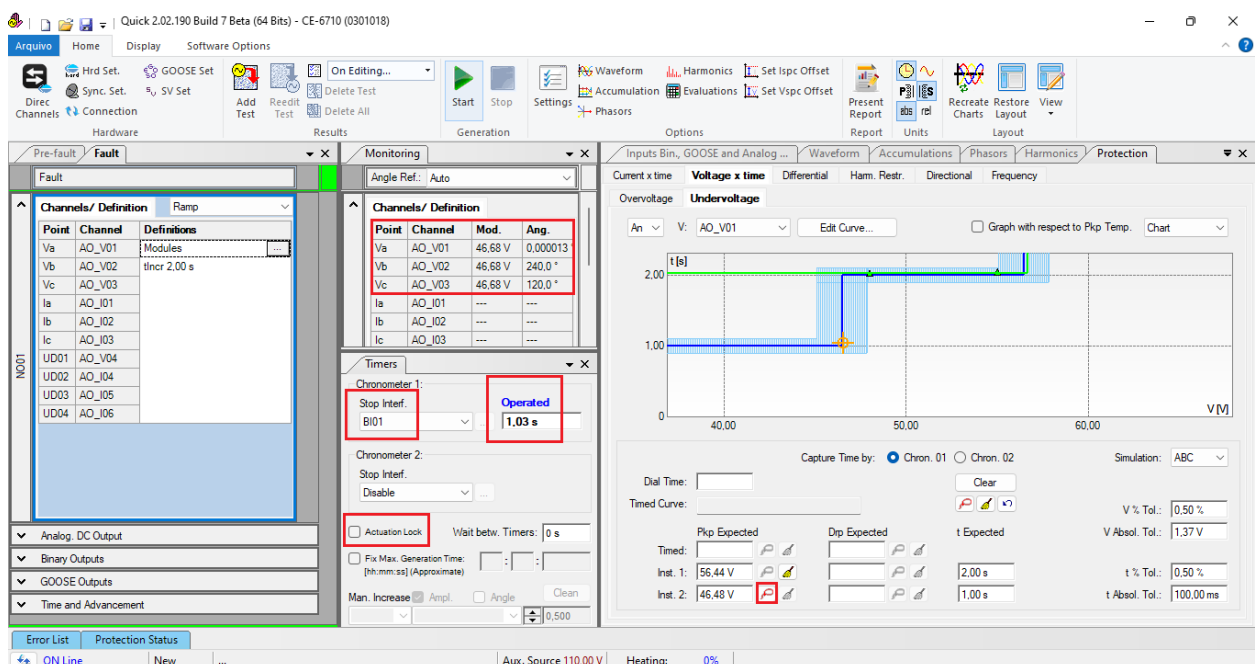 Quick 2.02.190 Build 7 Beta (64 Bits) - CE-6710 (0301018)
Arquivo Home Display Software Options
Hrd Set. GOOSE Set
Sync. Set. SV Set
Direc Channels Connection
Hardware
Add Test Reedit Test
On Editing...
Delete Test
Delete All
Results
Start Stop
Generation
Settings
Waveform Harmonics Set Ispc Offset
Accumulation Evaluations Set Vspc Offset
Phasors
Options
Present Report
Report
abs rel
Units
Recreate Charts Restore Layout View
Layout
Pre-fault Fault
Fault
Channels/ Definition Ramp
Point Channel Definitions
Va AO_V01 Modules ...
Vb AO_V02 tIncr 2,00 s
Vc AO_V03
Ia AO_I01
Ib AO_I02
Ic AO_I03
UD01 AO_V04
UD02 AO_I04
UD03 AO_I05
UD04 AO_I06
NO01
Analog. DC Output
Binary Outputs
GOOSE Outputs
Time and Advancement
Monitoring
Angle Ref.: Auto
Channels/ Definition
Point Channel Mod. Ang.
Va AO_V01 46,68 V 0,000013 °
Vb AO_V02 46,68 V 240,0 °
Vc AO_V03 46,68 V 120,0 °
Ia AO_I01 --- ---
Ib AO_I02 --- ---
Ic AO_I03 --- ---
Timers
Chronometer 1:
Stop Interf. Operated
BI01 ... 1,03 s
Chronometer 2:
Stop Interf.
Disable ...
Actuation Lock Wait betw. Timers: 0 s
Fix Max. Generation Time: : :
[hh:mm:ss] (Approximate)
Man. Increase Ampl. Angle Clean
0,500
Inputs Bin., GOOSE and Analog ... Waveform Accumulations Phasors Harmonics Protection
Current x time Voltage x time Differential Harm. Restr. Directional Frequency
Overvoltage Undervoltage
An V: AO_V01 Edit Curve... Graph with respect to Pkp Temp. Chart
t [s]
2,00
1,00
0
40,00 50,00 60,00
V [V]
Capture Time by: Chron. 01 Chron. 02 Simulation: ABC
Dial Time: Clear
Timed Curve:
V % Tol.: 0,50 %
Pkp Expected Drp Expected t Expected V Absol. Tol.: 1,37 V
Timed:
Inst. 1: 56,44 V 2,00 s t % Tol.: 0,50 %
Inst. 2: 46,48 V 1,00 s t Absol. Tol.: 100,00 ms
Error List Protection Status
ON Line New ... Aux. Source 110.00 V Heating: 0%